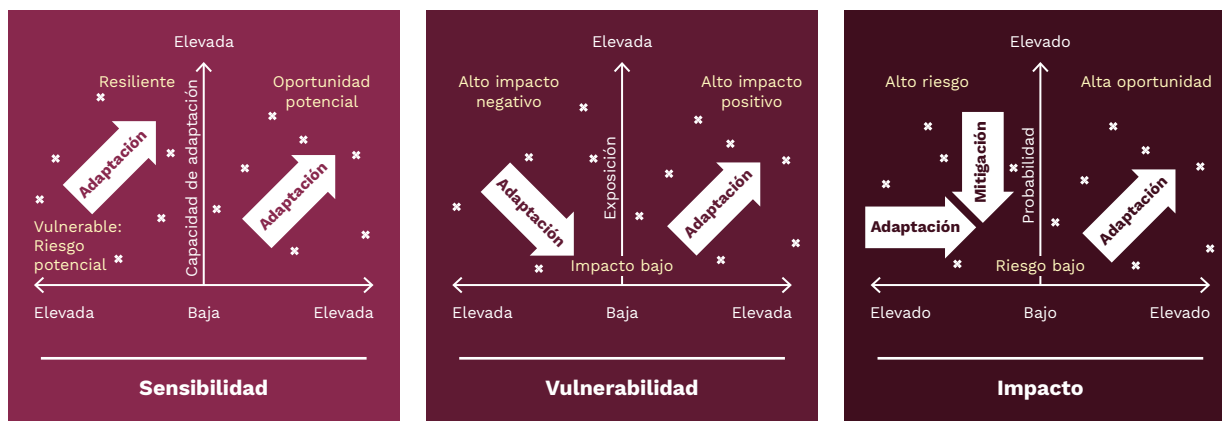 Elevada
Resiliente
Oportunidad
potencial
Capacidad de adaptación
Adaptación
Adaptación
Vulnerable:
Riesgo
potencial
Elevada
Baja
Elevada
Sensibilidad
Elevada
Alto impacto
negativo
Alto impacto
positivo
Exposición
Adaptación
Adaptación
Impacto bajo
Elevada
Baja
Elevada
Vulnerabilidad
Elevado
Alto riesgo
Alta oportunidad
Mitigación
Probabilidad
Adaptación
Adaptación
Riesgo bajo
Elevado
Bajo
Elevado
Impacto